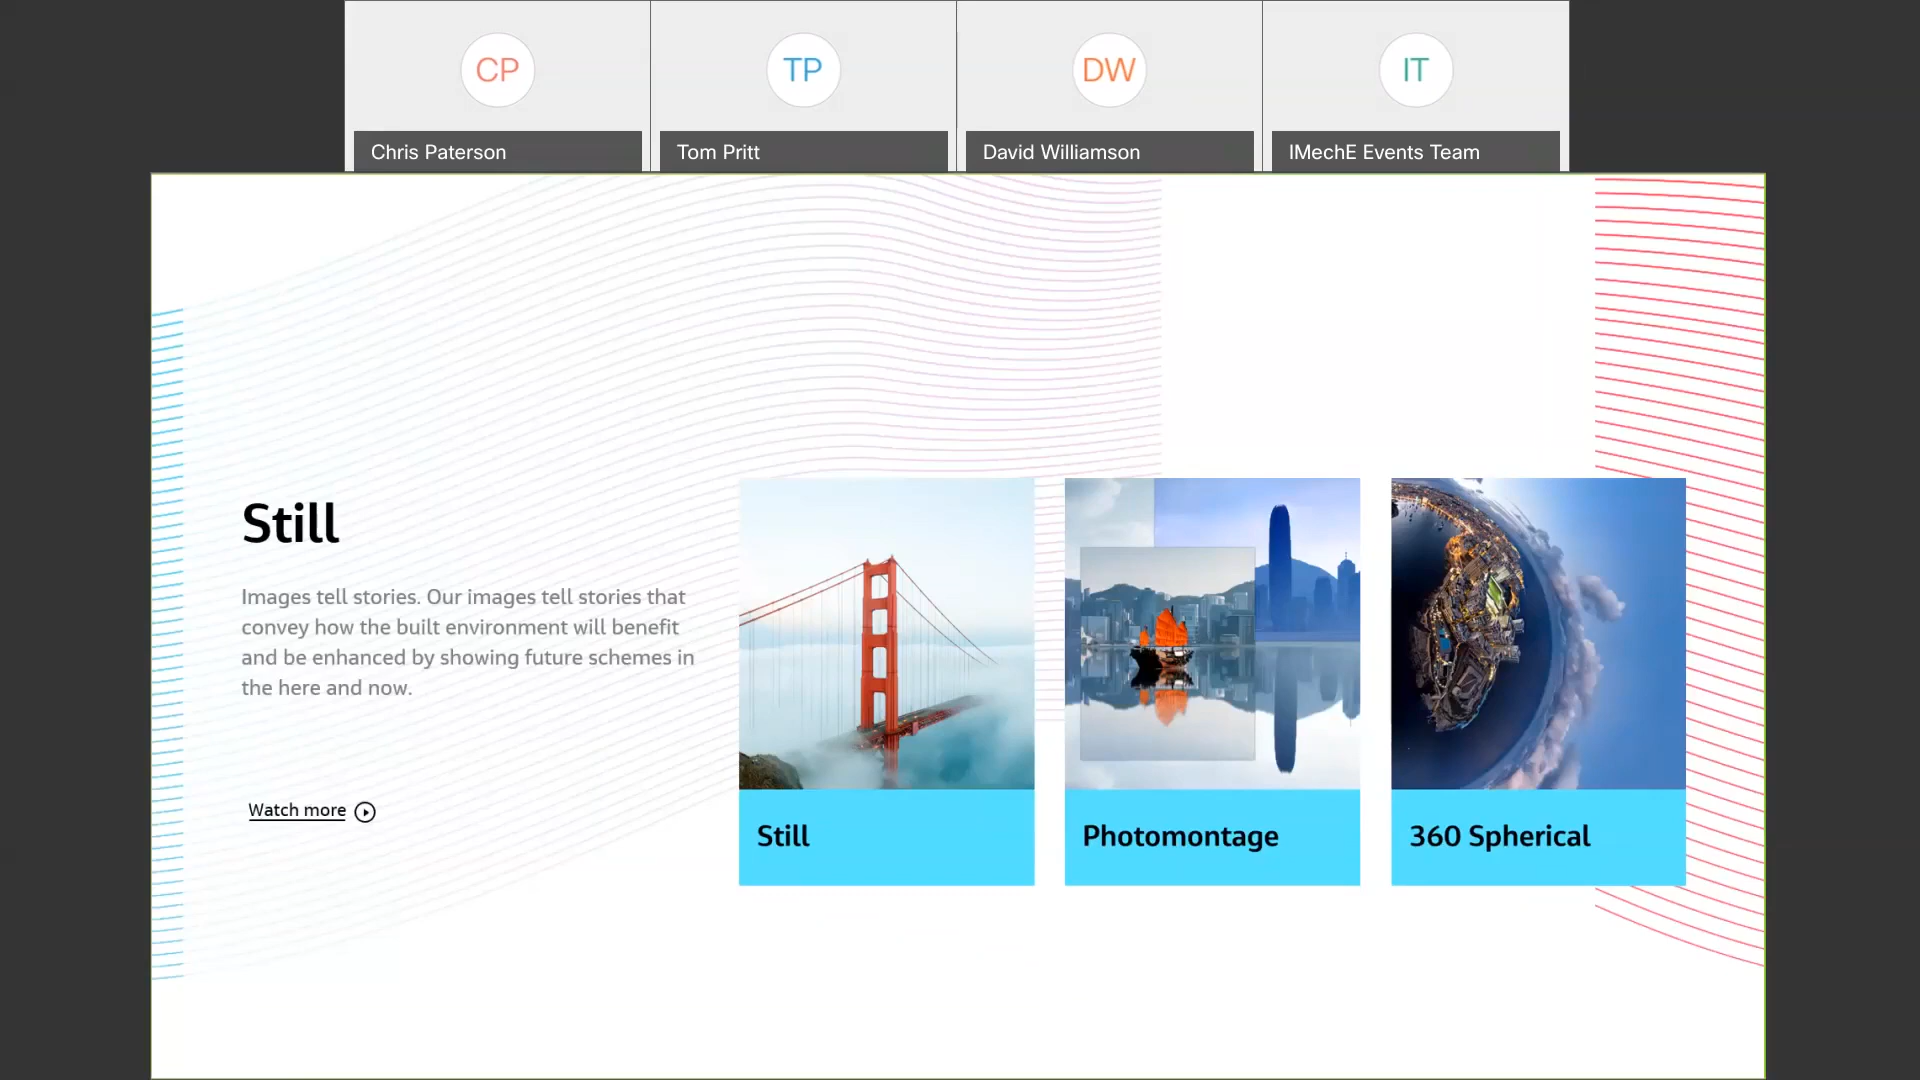 CP
TP
DW
IT
Chris Paterson
Tom Pritt
David Williamson
IMechE Events Team
Still
Images tell stories. Our images tell stories that
convey how the built environment will benefit
and be enhanced by showing future schemes in
the here and now.
Watch more
Still
Photomontage
360 Spherical